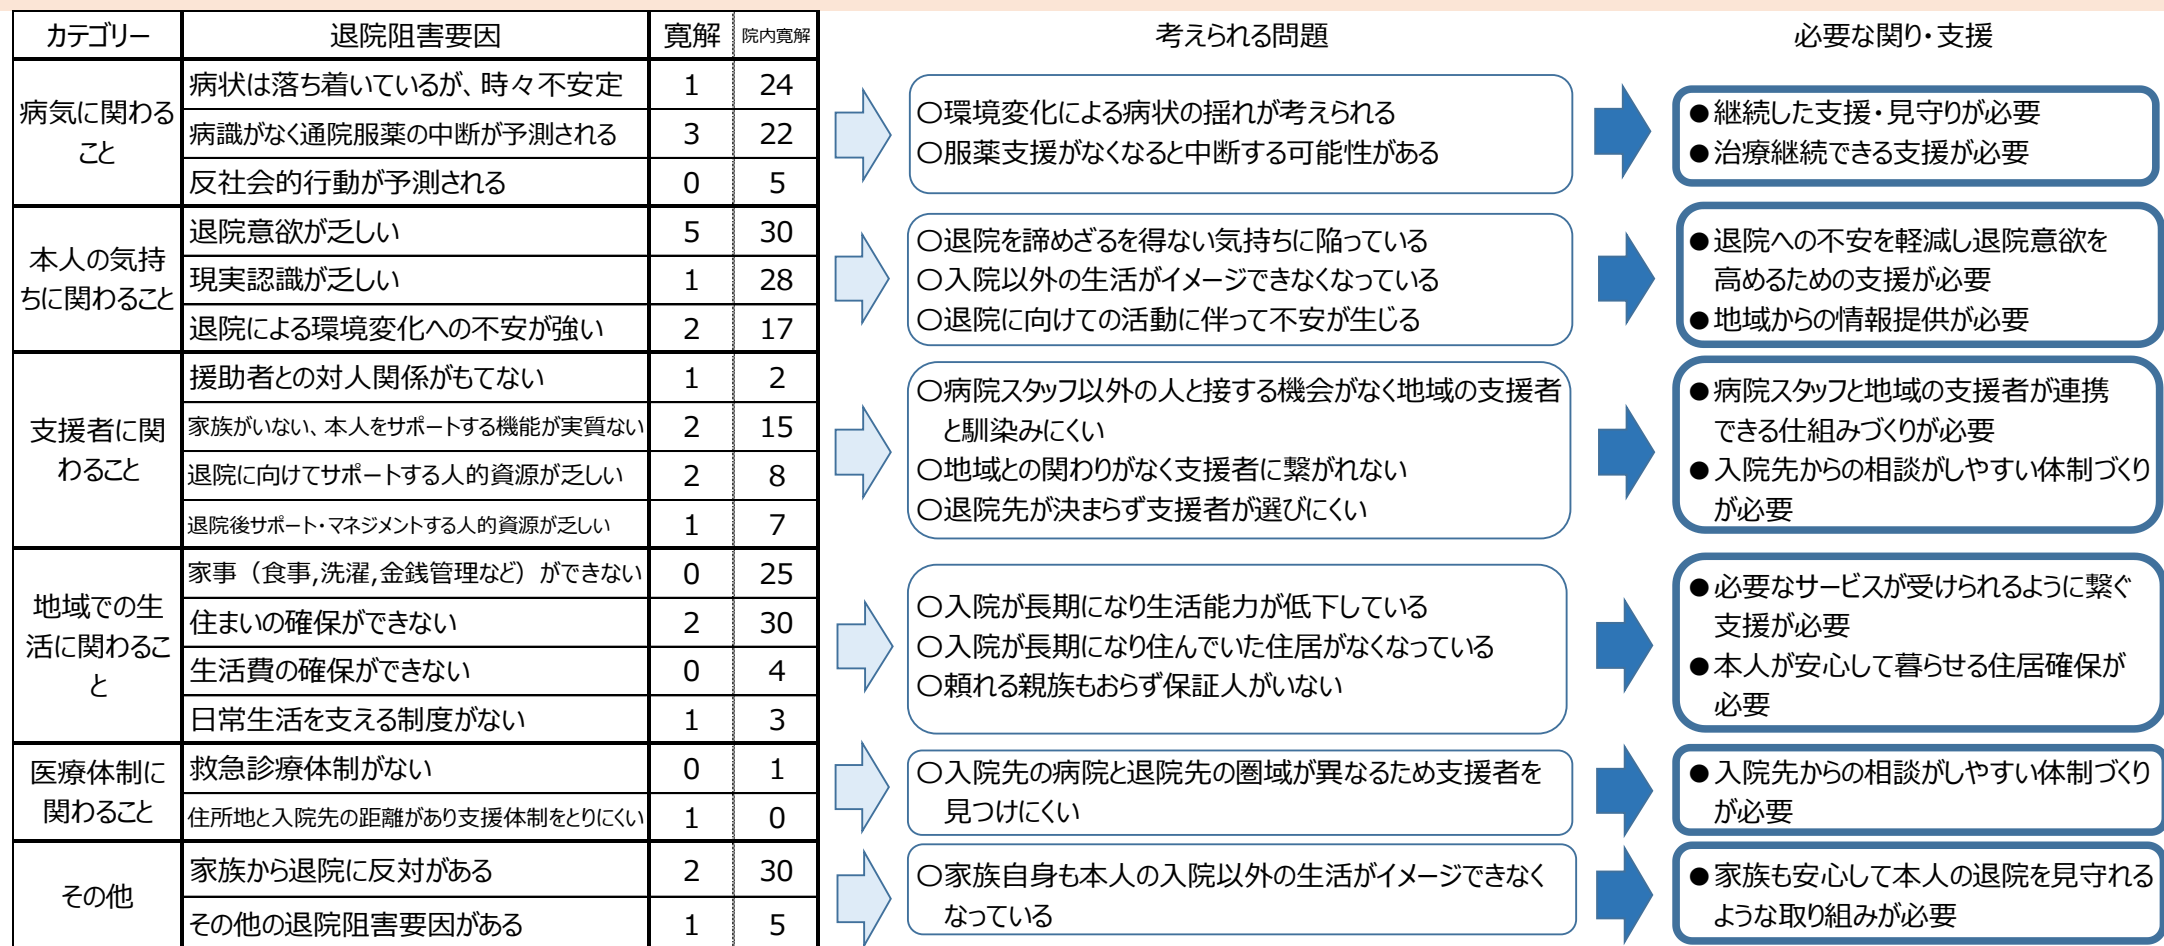 カテゴリー 退院阻害要因 寛解 院内寛解 考えられる問題 必要な関り・支援
病気に関わる
こと
病状は落ち着いているが、時々不安定 1 24
病識がなく通院服薬の中断が予測される 3 22
反社会的行動が予測される 0 5
〇環境変化による病状の揺れが考えられる
〇服薬支援がなくなると中断する可能性がある
●継続した支援・見守りが必要
●治療継続できる支援が必要
本人の気持
ちに関わること
退院意欲が乏しい 5 30
現実認識が乏しい 1 28
退院による環境変化への不安が強い 2 17
〇退院を諦めざるを得ない気持ちに陥っている
〇入院以外の生活がイメージできなくなっている
〇退院に向けての活動に伴って不安が生じる
●退院への不安を軽減し退院意欲を
高めるための支援が必要
●地域からの情報提供が必要
支援者に関
わること
援助者との対人関係がもてない 1 2
家族がいない、本人をサポートする機能が実質ない 2 15
退院に向けてサポートする人的資源が乏しい 2 8
退院後サポート・マネジメントする人的資源が乏しい 1 7
〇病院スタッフ以外の人と接する機会がなく地域の支援者
と馴染みにくい
〇地域との関わりがなく支援者に繋がれない
〇退院先が決まらず支援者が選びにくい
●病院スタッフと地域の支援者が連携
できる仕組みづくりが必要
●入院先からの相談がしやすい体制づくり
が必要
地域での生
活に関わるこ
と
家事（食事,洗濯,金銭管理など）ができない 0 25
住まいの確保ができない 2 30
生活費の確保ができない 0 4
日常生活を支える制度がない 1 3
〇入院が長期になり生活能力が低下している
〇入院が長期になり住んでいた住居がなくなっている
〇頼れる親族もおらず保証人がいない
●必要なサービスが受けられるように繋ぐ
支援が必要
●本人が安心して暮らせる住居確保が
必要
医療体制に
関わること
救急診療体制がない 0 1
住所地と入院先の距離があり支援体制をとりにくい 1 0
〇入院先の病院と退院先の圏域が異なるため支援者を
見つけにくい
●入院先からの相談がしやすい体制づくり
が必要
その他
家族から退院に反対がある 2 30
その他の退院阻害要因がある 1 5
〇家族自身も本人の入院以外の生活がイメージできなく
なっている
●家族も安心して本人の退院を見守れる
ような取り組みが必要